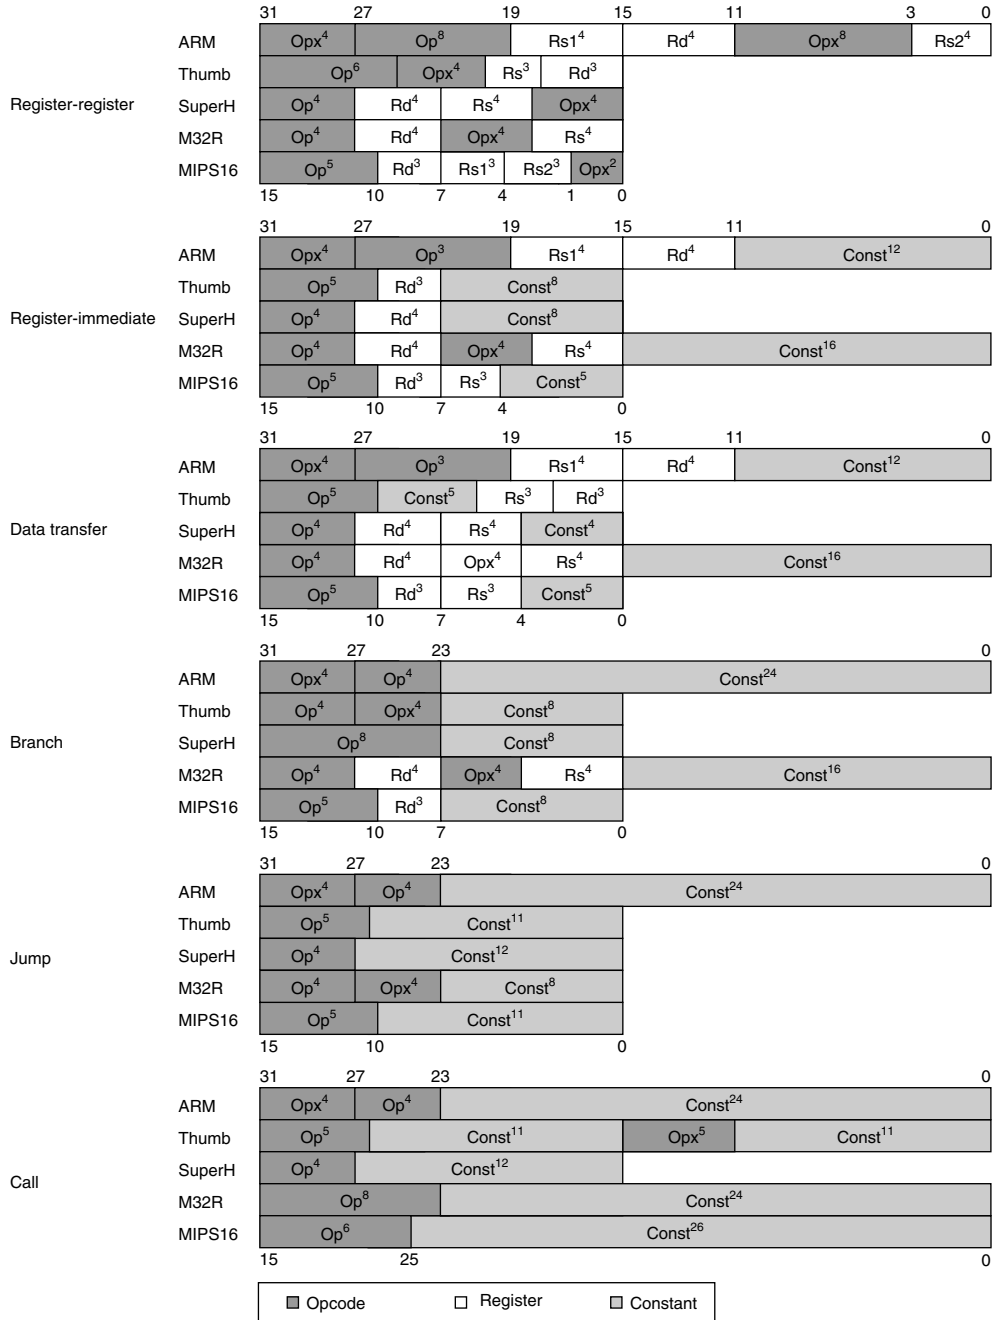 31 27 19 15 11 3 0
ARM Opx⁴ Op⁸ Rs1⁴ Rd⁴ Opx⁸ Rs2⁴
Thumb Op⁶ Opx⁴ Rs³ Rd³
Register-register SuperH Op⁴ Rd⁴ Rs⁴ Opx⁴
M32R Op⁴ Rd⁴ Opx⁴ Rs⁴
MIPS16 Op⁵ Rd³ Rs1³ Rs2³ Opx²
15 10 7 4 1 0
31 27 19 15 11 0
ARM Opx⁴ Op³ Rs1⁴ Rd⁴ Const¹²
Thumb Op⁵ Rd³ Const⁸
Register-immediate SuperH Op⁴ Rd⁴ Const⁸
M32R Op⁴ Rd⁴ Opx⁴ Rs⁴ Const¹⁶
MIPS16 Op⁵ Rd³ Rs³ Const⁵
15 10 7 4 0
31 27 19 15 11 0
ARM Opx⁴ Op³ Rs1⁴ Rd⁴ Const¹²
Thumb Op⁵ Const⁵ Rs³ Rd³
Data transfer SuperH Op⁴ Rd⁴ Rs⁴ Const⁴
M32R Op⁴ Rd⁴ Opx⁴ Rs⁴ Const¹⁶
MIPS16 Op⁵ Rd³ Rs³ Const⁵
15 10 7 4 0
31 27 23 0
ARM Opx⁴ Op⁴ Const²⁴
Thumb Op⁴ Opx⁴ Const⁸
Branch SuperH Op⁸ Const⁸
M32R Op⁴ Rd⁴ Opx⁴ Rs⁴ Const¹⁶
MIPS16 Op⁵ Rd³ Const⁸
15 10 7 0
31 27 23 0
ARM Opx⁴ Op⁴ Const²⁴
Thumb Op⁵ Const¹¹
Jump SuperH Op⁴ Const¹²
M32R Op⁴ Opx⁴ Const⁸
MIPS16 Op⁵ Const¹¹
15 10 0
31 27 23 0
ARM Opx⁴ Op⁴ Const²⁴
Thumb Op⁵ Const¹¹ Opx⁵ Const¹¹
Call SuperH Op⁴ Const¹²
M32R Op⁸ Const²⁴
MIPS16 Op⁶ Const²⁶
15 25 0
Opcode Register Constant